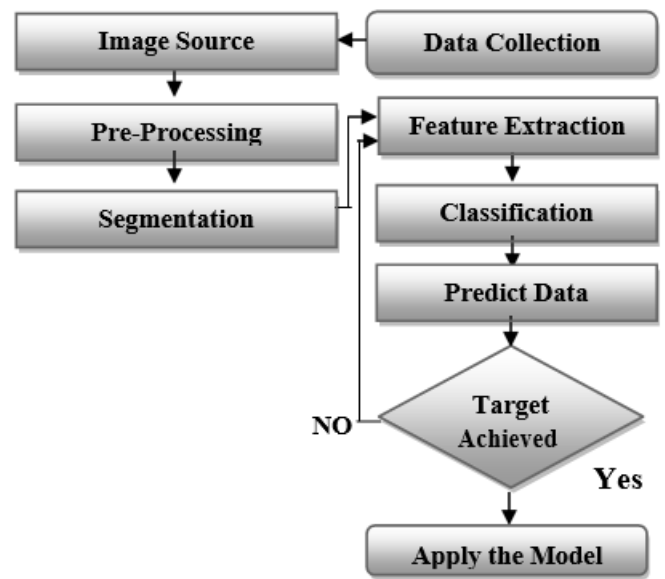 Image Source
Data Collection
Pre-Processing
Feature Extraction
Segmentation
Classification
Predict Data
Target
Achieved
NO
Yes
Apply the Model